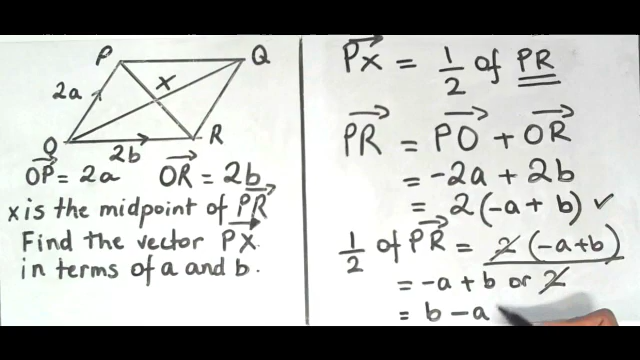 P
Q
X
2a
O
R
2b
OP = 2a OR = 2b
x is the midpoint of PR
Find the vector PX
in terms of a and b.
PX = 1/2 of PR
PR = PO + OR
= -2a + 2b
= 2(-a + b) ✓
1/2 of PR = 2(-a+b)
= -a + b or 2
= b - a